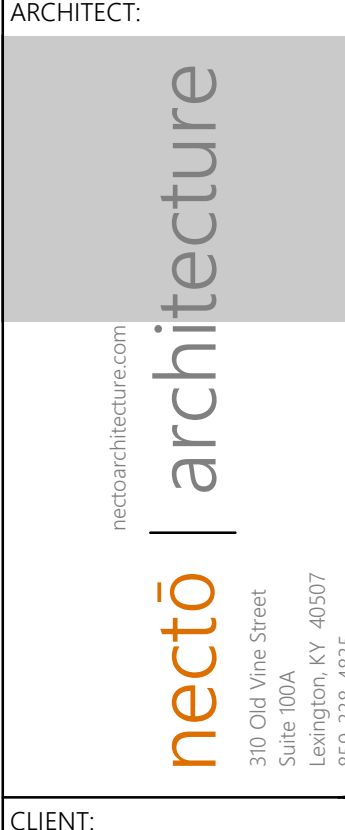 ARCHITECT:
nectō | architecture
nectoarchitecture.com
310 Old Vine Street
Suite 100A
Lexington, KY 40507
CLIENT: